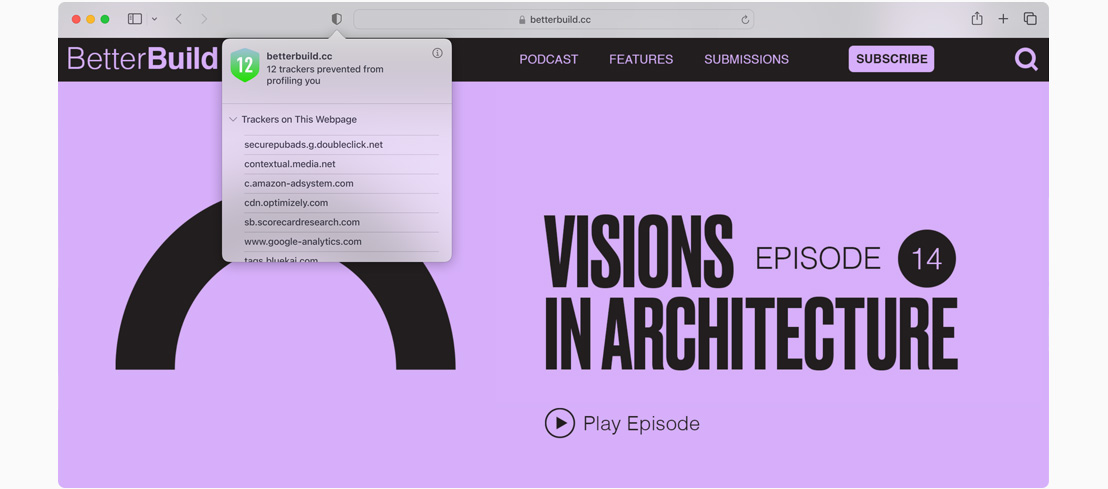 betterbuild.cc
BetterBuild
PODCAST
FEATURES
SUBMISSIONS
SUBSCRIBE
12
betterbuild.cc
12 trackers prevented from
profiling you
Trackers on This Webpage
securepubads.g.doubleclick.net
contextual.media.net
c.amazon-adsystem.com
cdn.optimizely.com
sb.scorecardresearch.com
www.google-analytics.com
tags.bluekai.com
VISIONS
EPISODE 14
IN ARCHITECTURE
Play Episode